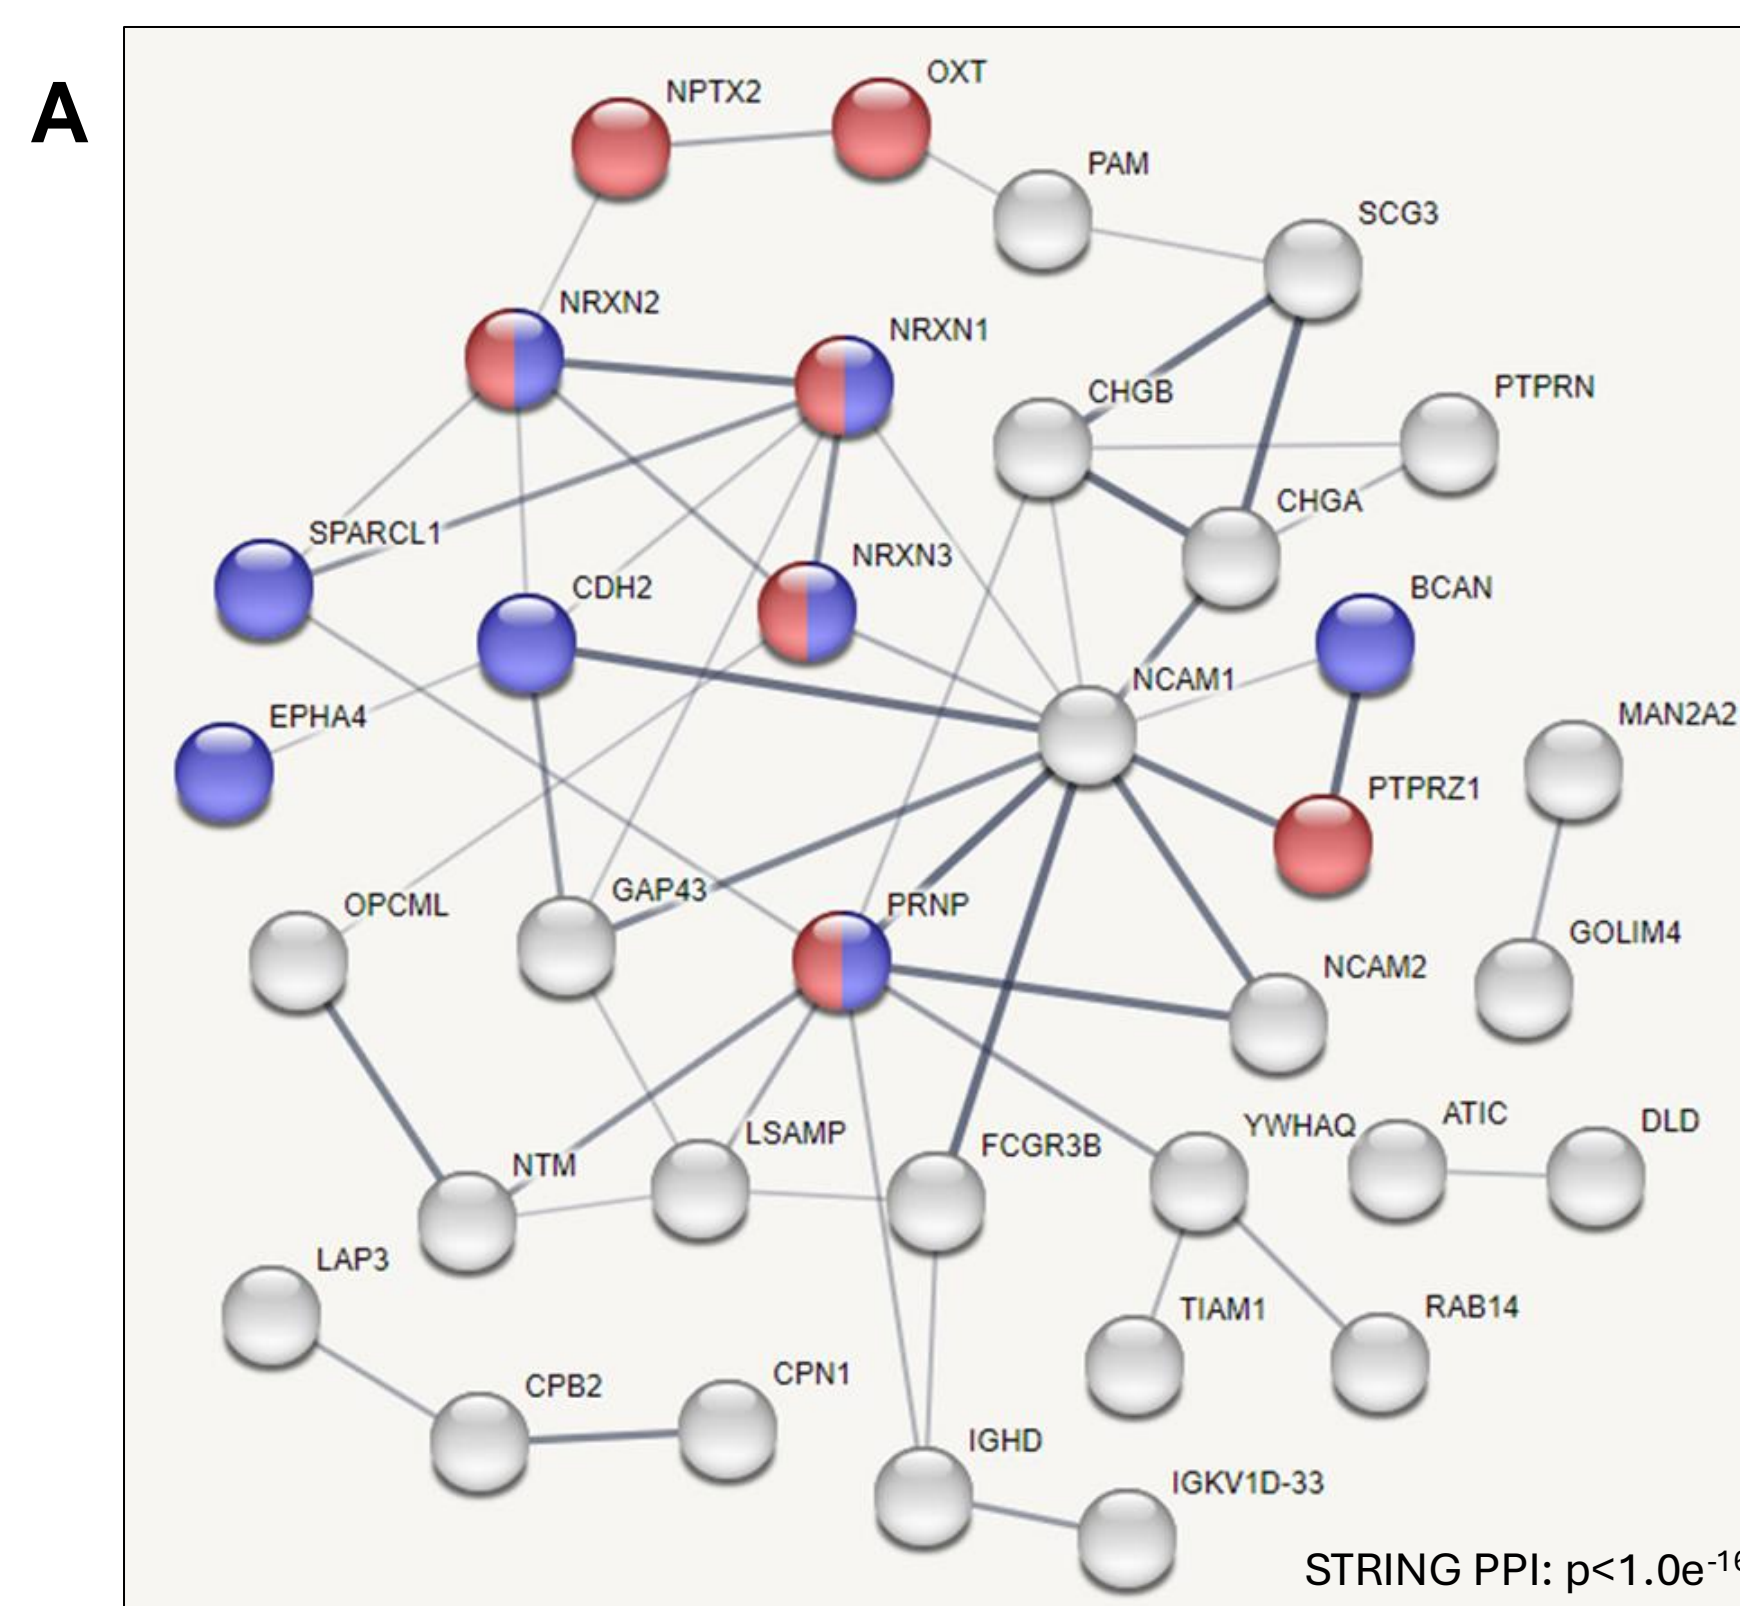 A
OXT
NPTX2
PAM
SCG3
NRXN2
NRXN1
CHGB
PTPRN
CHGA
SPARCL1
NRXN3
CDH2
BCAN
NCAM1
EPHA4
MAN2A2
PTPRZ1
GAP43
OPCML
PRNP
GOLIM4
NCAM2
ATIC
DLD
YWHAQ
LSAMP
FCGR3B
NTM
LAP3
TIAM1
RAB14
CPN1
CPB2
IGHD
IGKV1D-33
STRING PPI: p<1.0e-16